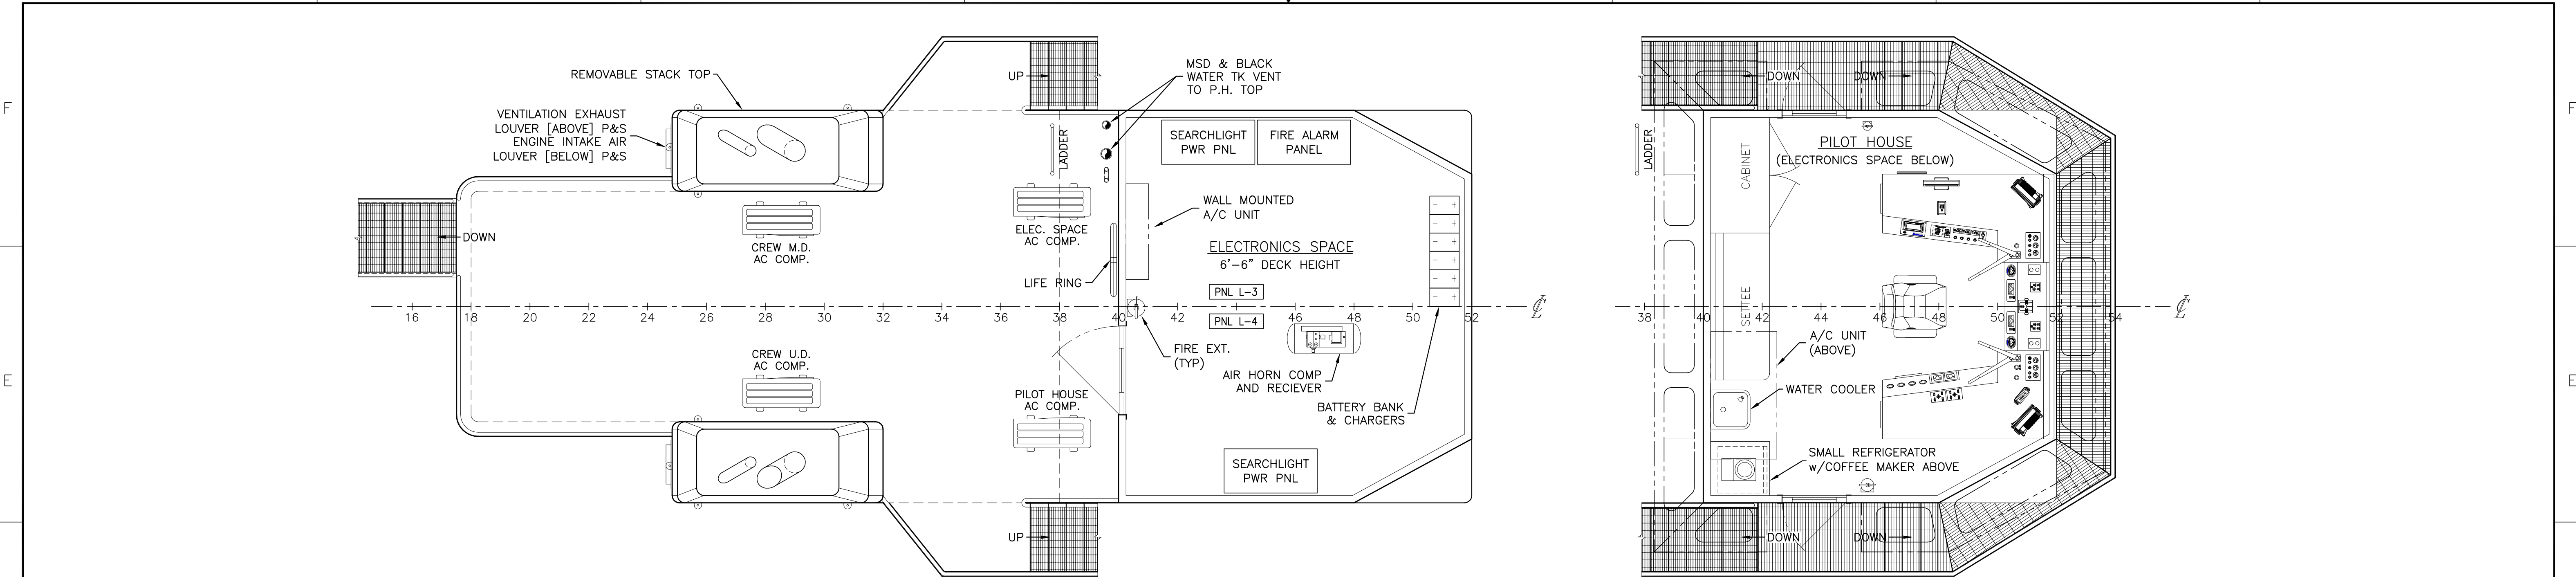 F
E
F
E
REMOVABLE STACK TOP
VENTILATION EXHAUST
LOUVER [ABOVE] P&S
ENGINE INTAKE AIR
LOUVER [BELOW] P&S
DOWN
UP
LADDER
MSD & BLACK
WATER TK VENT
TO P.H. TOP
SEARCHLIGHT
PWR PNL
FIRE ALARM
PANEL
CREW M.D.
AC COMP.
ELEC. SPACE
AC COMP.
WALL MOUNTED
A/C UNIT
ELECTRONICS SPACE
6'-6" DECK HEIGHT
LIFE RING
PNL L-3
16 18 20 22 24 26 28 30 32 34 36 38 40 42 46 48 50 52
PNL L-4
FIRE EXT.
(TYP)
CREW U.D.
AC COMP.
AIR HORN COMP
AND RECIEVER
PILOT HOUSE
AC COMP.
BATTERY BANK
& CHARGERS
SEARCHLIGHT
PWR PNL
UP
DOWN
DOWN
LADDER
CABINET
PILOT HOUSE
(ELECTRONICS SPACE BELOW)
SETTEE
38 40 42 44 46 48 50 52 54
A/C UNIT
(ABOVE)
WATER COOLER
SMALL REFRIGERATOR
w/COFFEE MAKER ABOVE
DOWN
DOWN